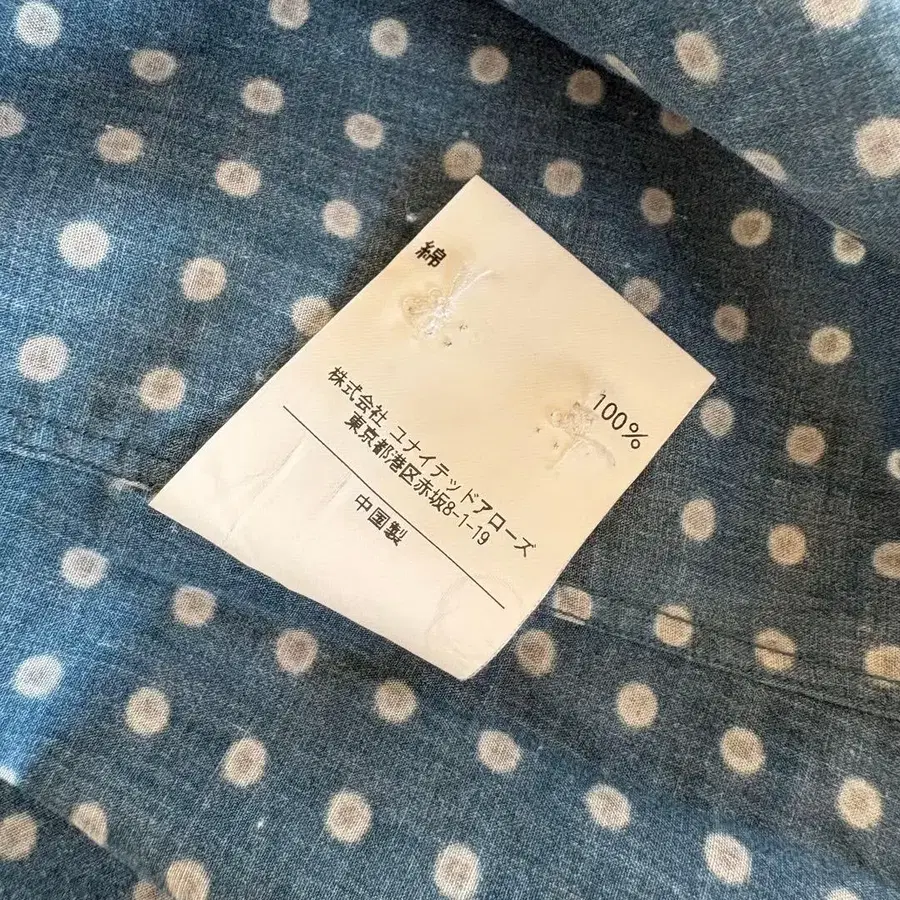 綿 100%
株式会社 ユナイテッドアローズ
東京都港区赤坂8-1-19
中国製